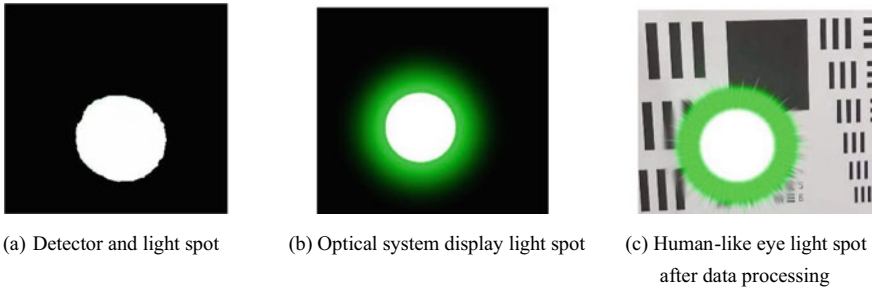 (a) Detector and light spot
(b) Optical system display light spot
(c) Human-like eye light spot
after data processing